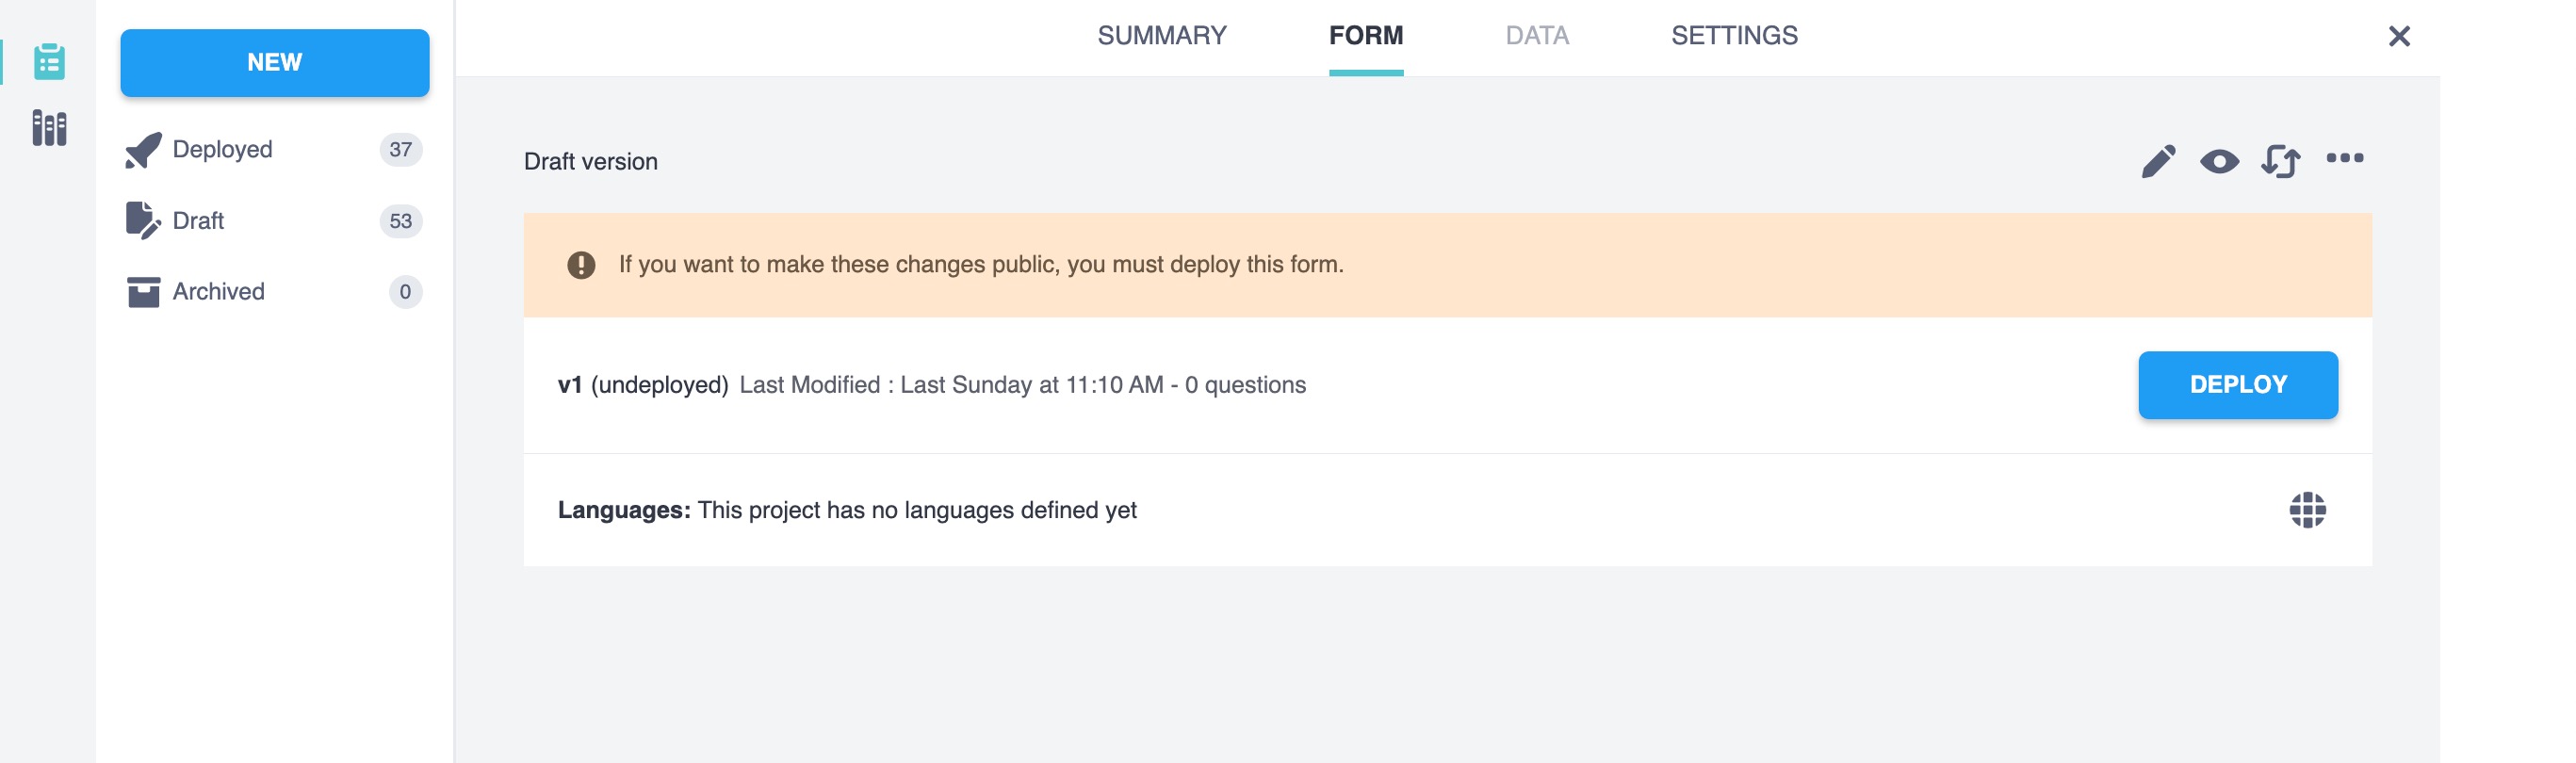 NEW
Deployed 37
Draft 53
Archived 0
SUMMARY FORM DATA SETTINGS
Draft version
If you want to make these changes public, you must deploy this form.
v1 (undeployed) Last Modified : Last Sunday at 11:10 AM - 0 questions
DEPLOY
Languages: This project has no languages defined yet